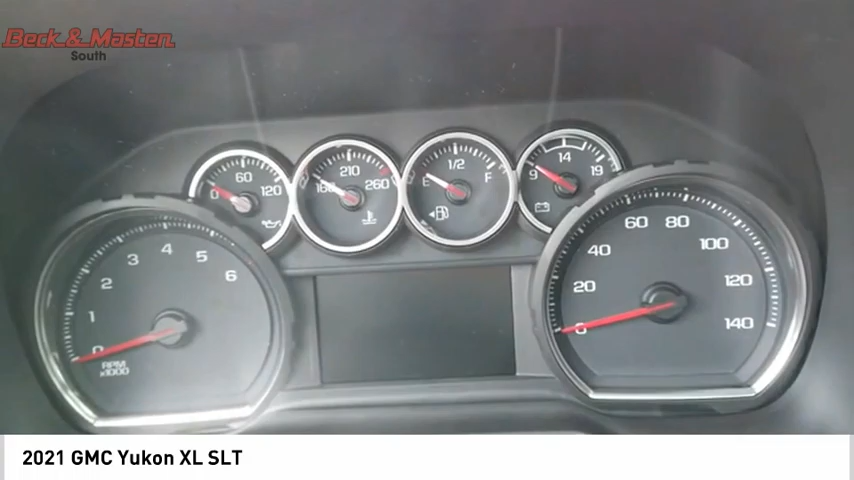 Beck & Masten
South
60
0 120
210
160 260
1/2
E F
14
9 19
0 1 2 3 4 5 6
RPM
x1000
0 20 40 60 80 100 120 140
2021 GMC Yukon XL SLT